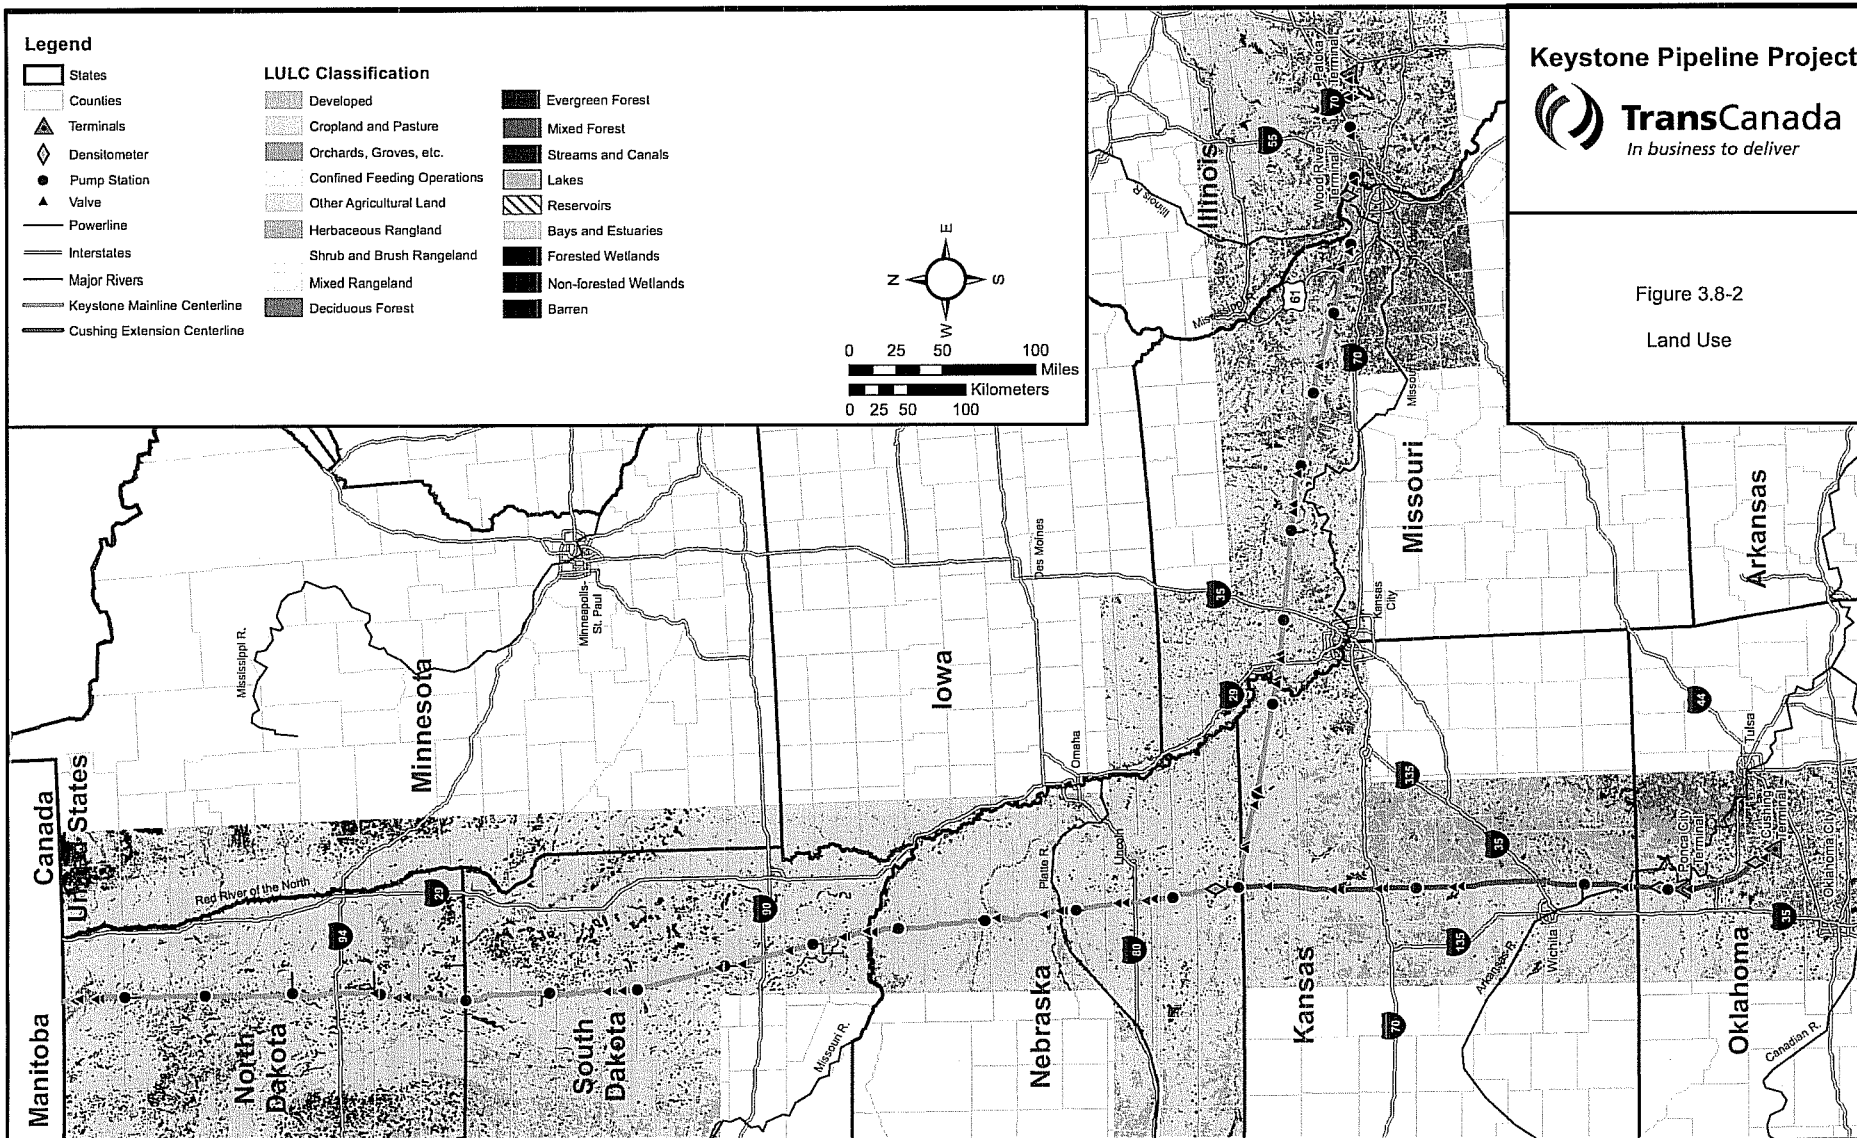 Legend
States
Counties
Terminals
Densitometer
Pump Station
Valve
Powerline
Interstates
Major Rivers
Keystone Mainline Centerline
Cushing Extension Centerline
LULC Classification
Developed
Cropland and Pasture
Orchards, Groves, etc.
Confined Feeding Operations
Other Agricultural Land
Herbaceous Rangland
Shrub and Brush Rangeland
Mixed Rangeland
Deciduous Forest
Evergreen Forest
Mixed Forest
Streams and Canals
Lakes
Reservoirs
Bays and Estuaries
Forested Wetlands
Non-forested Wetlands
Barren
N
E
S
W
0 25 50 100
Miles
Kilometers
0 25 50 100
Keystone Pipeline Project
TransCanada
In business to deliver
Figure 3.8-2
Land Use
Canada
United States
Manitoba
North
Dakota
South
Dakota
Minnesota
Iowa
Nebraska
Kansas
Oklahoma
Missouri
Arkansas
Illinois
Mississippi R.
Minneapolis-
St. Paul
Red River of the North
Des Moines
Omaha
Lincoln
Platte R.
Missouri R.
Kansas
City
Wichita
Arkansas R.
Tulsa
Ponca City
Terminal
Cushing
Terminal
Oklahoma City
Canadian R.
Illinois R.
Wood River
Terminal
Patoka
Terminal
Missouri R.
94
29
90
80
29
35
70
135
335
35
44
35
70
61
55
70